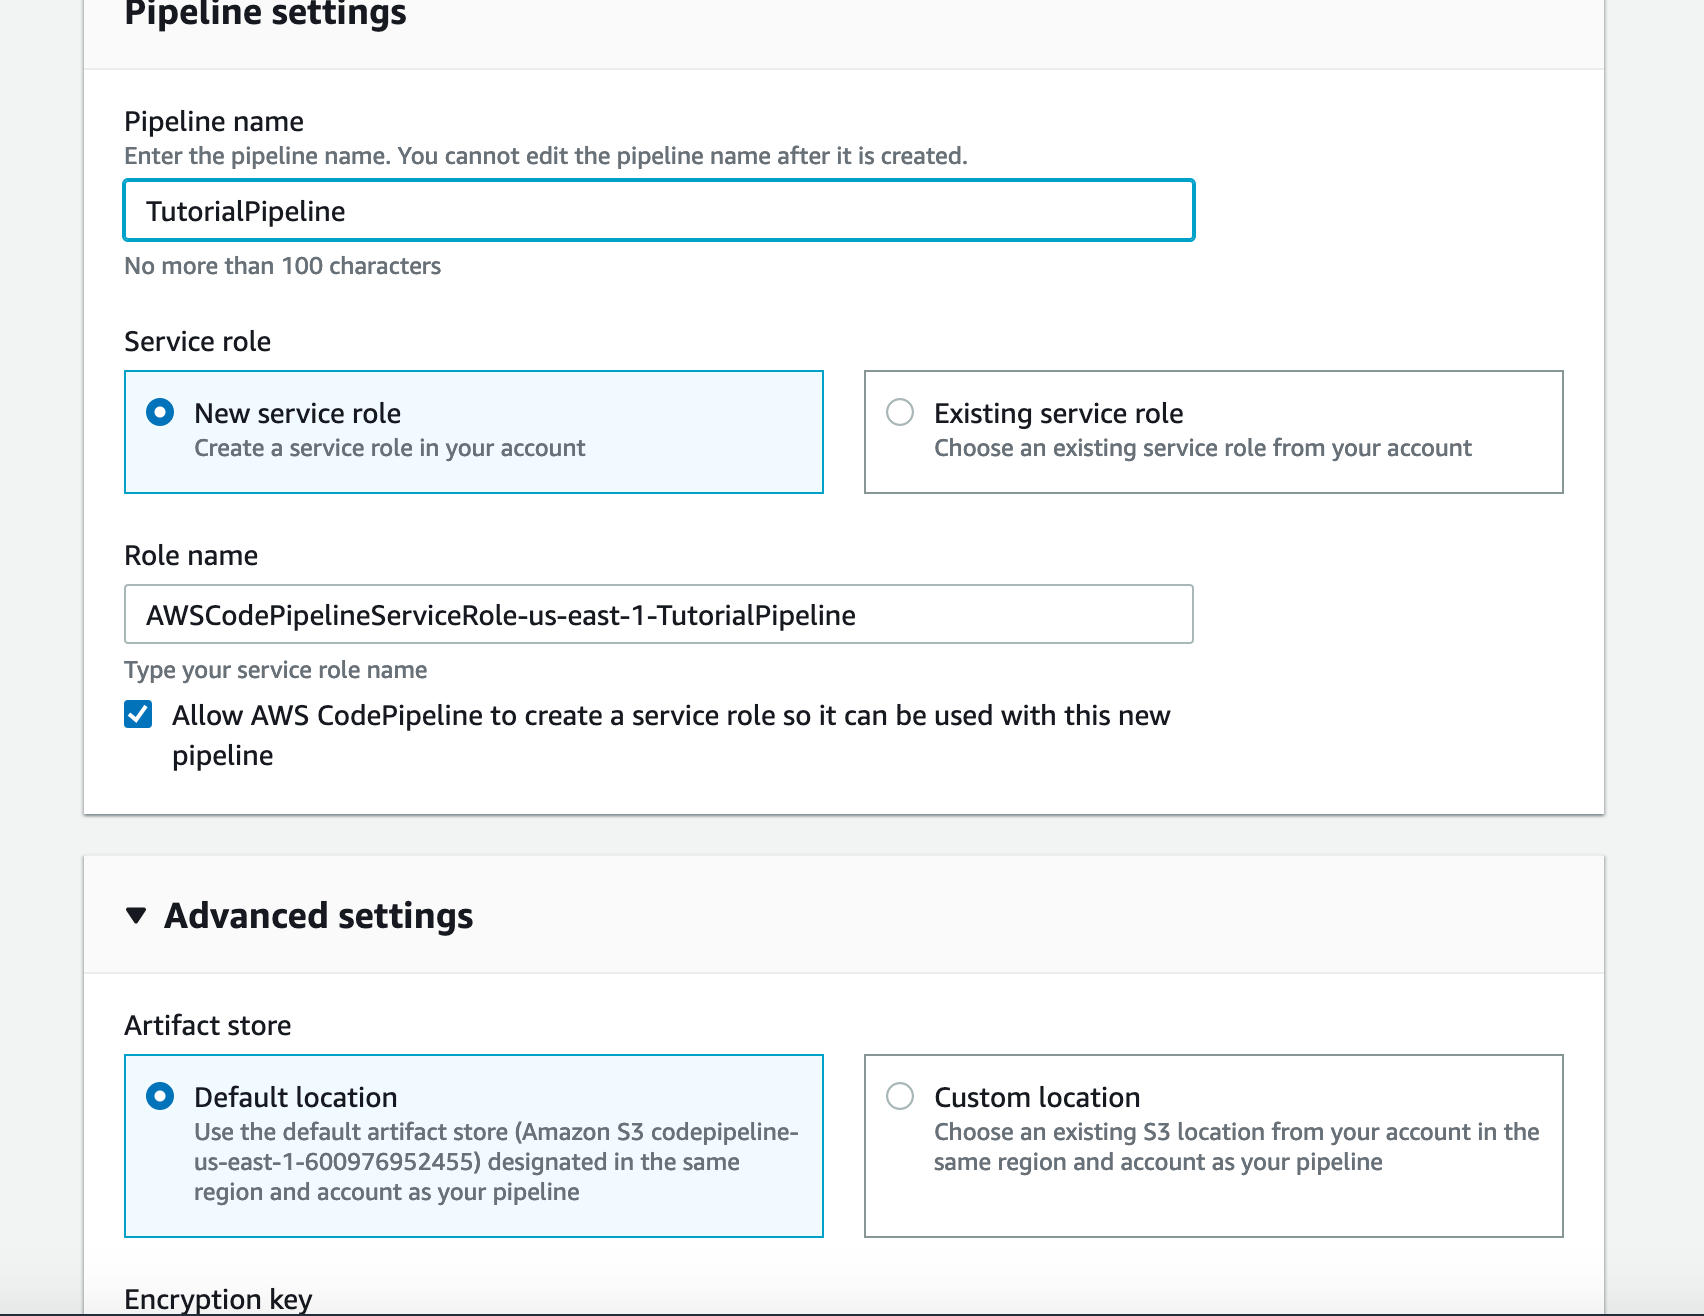 Pipeline settings
Pipeline name
Enter the pipeline name. You cannot edit the pipeline name after it is created.
TutorialPipeline
No more than 100 characters
Service role
New service role
Create a service role in your account
Existing service role
Choose an existing service role from your account
Role name
AWSCodePipelineServiceRole-us-east-1-TutorialPipeline
Type your service role name
Allow AWS CodePipeline to create a service role so it can be used with this new
pipeline
Advanced settings
Artifact store
Default location
Use the default artifact store (Amazon S3 codepipeline-
us-east-1-600976952455) designated in the same
region and account as your pipeline
Custom location
Choose an existing S3 location from your account in the
same region and account as your pipeline
Encryption key